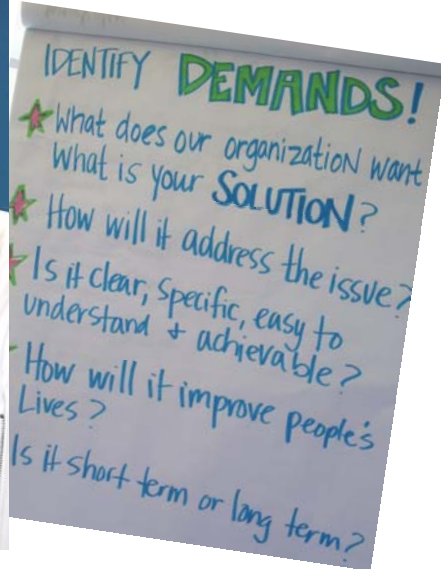 IDENTIFY DEMANDS!
What does our organization want
What is your SOLUTION?
How will it address the issue?
Is it clear, specific, easy to
understand + achievable?
How will it improve people's
Lives?
Is it short term or long term?